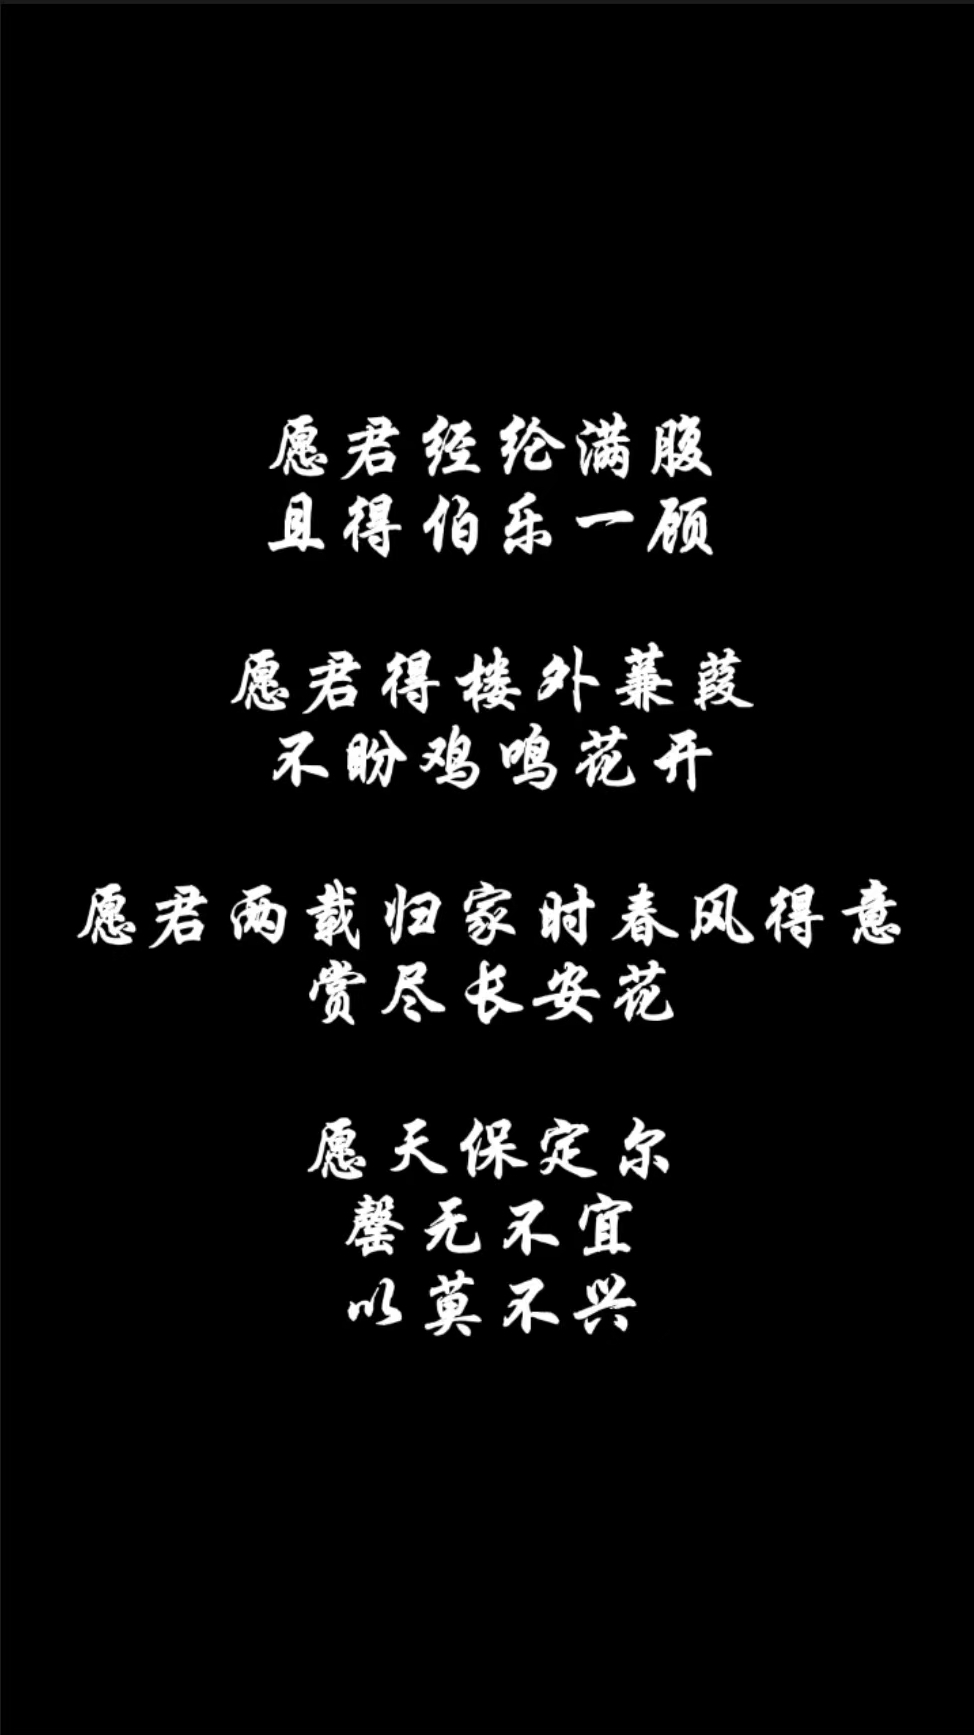 愿君经纶满腹
且得伯乐一顾
愿君得楼外蒹葭
不盼鸡鸣花开
愿君两载归家时春风得意
赏尽长安花
愿天保定尔
罄无不宜
以莫不兴